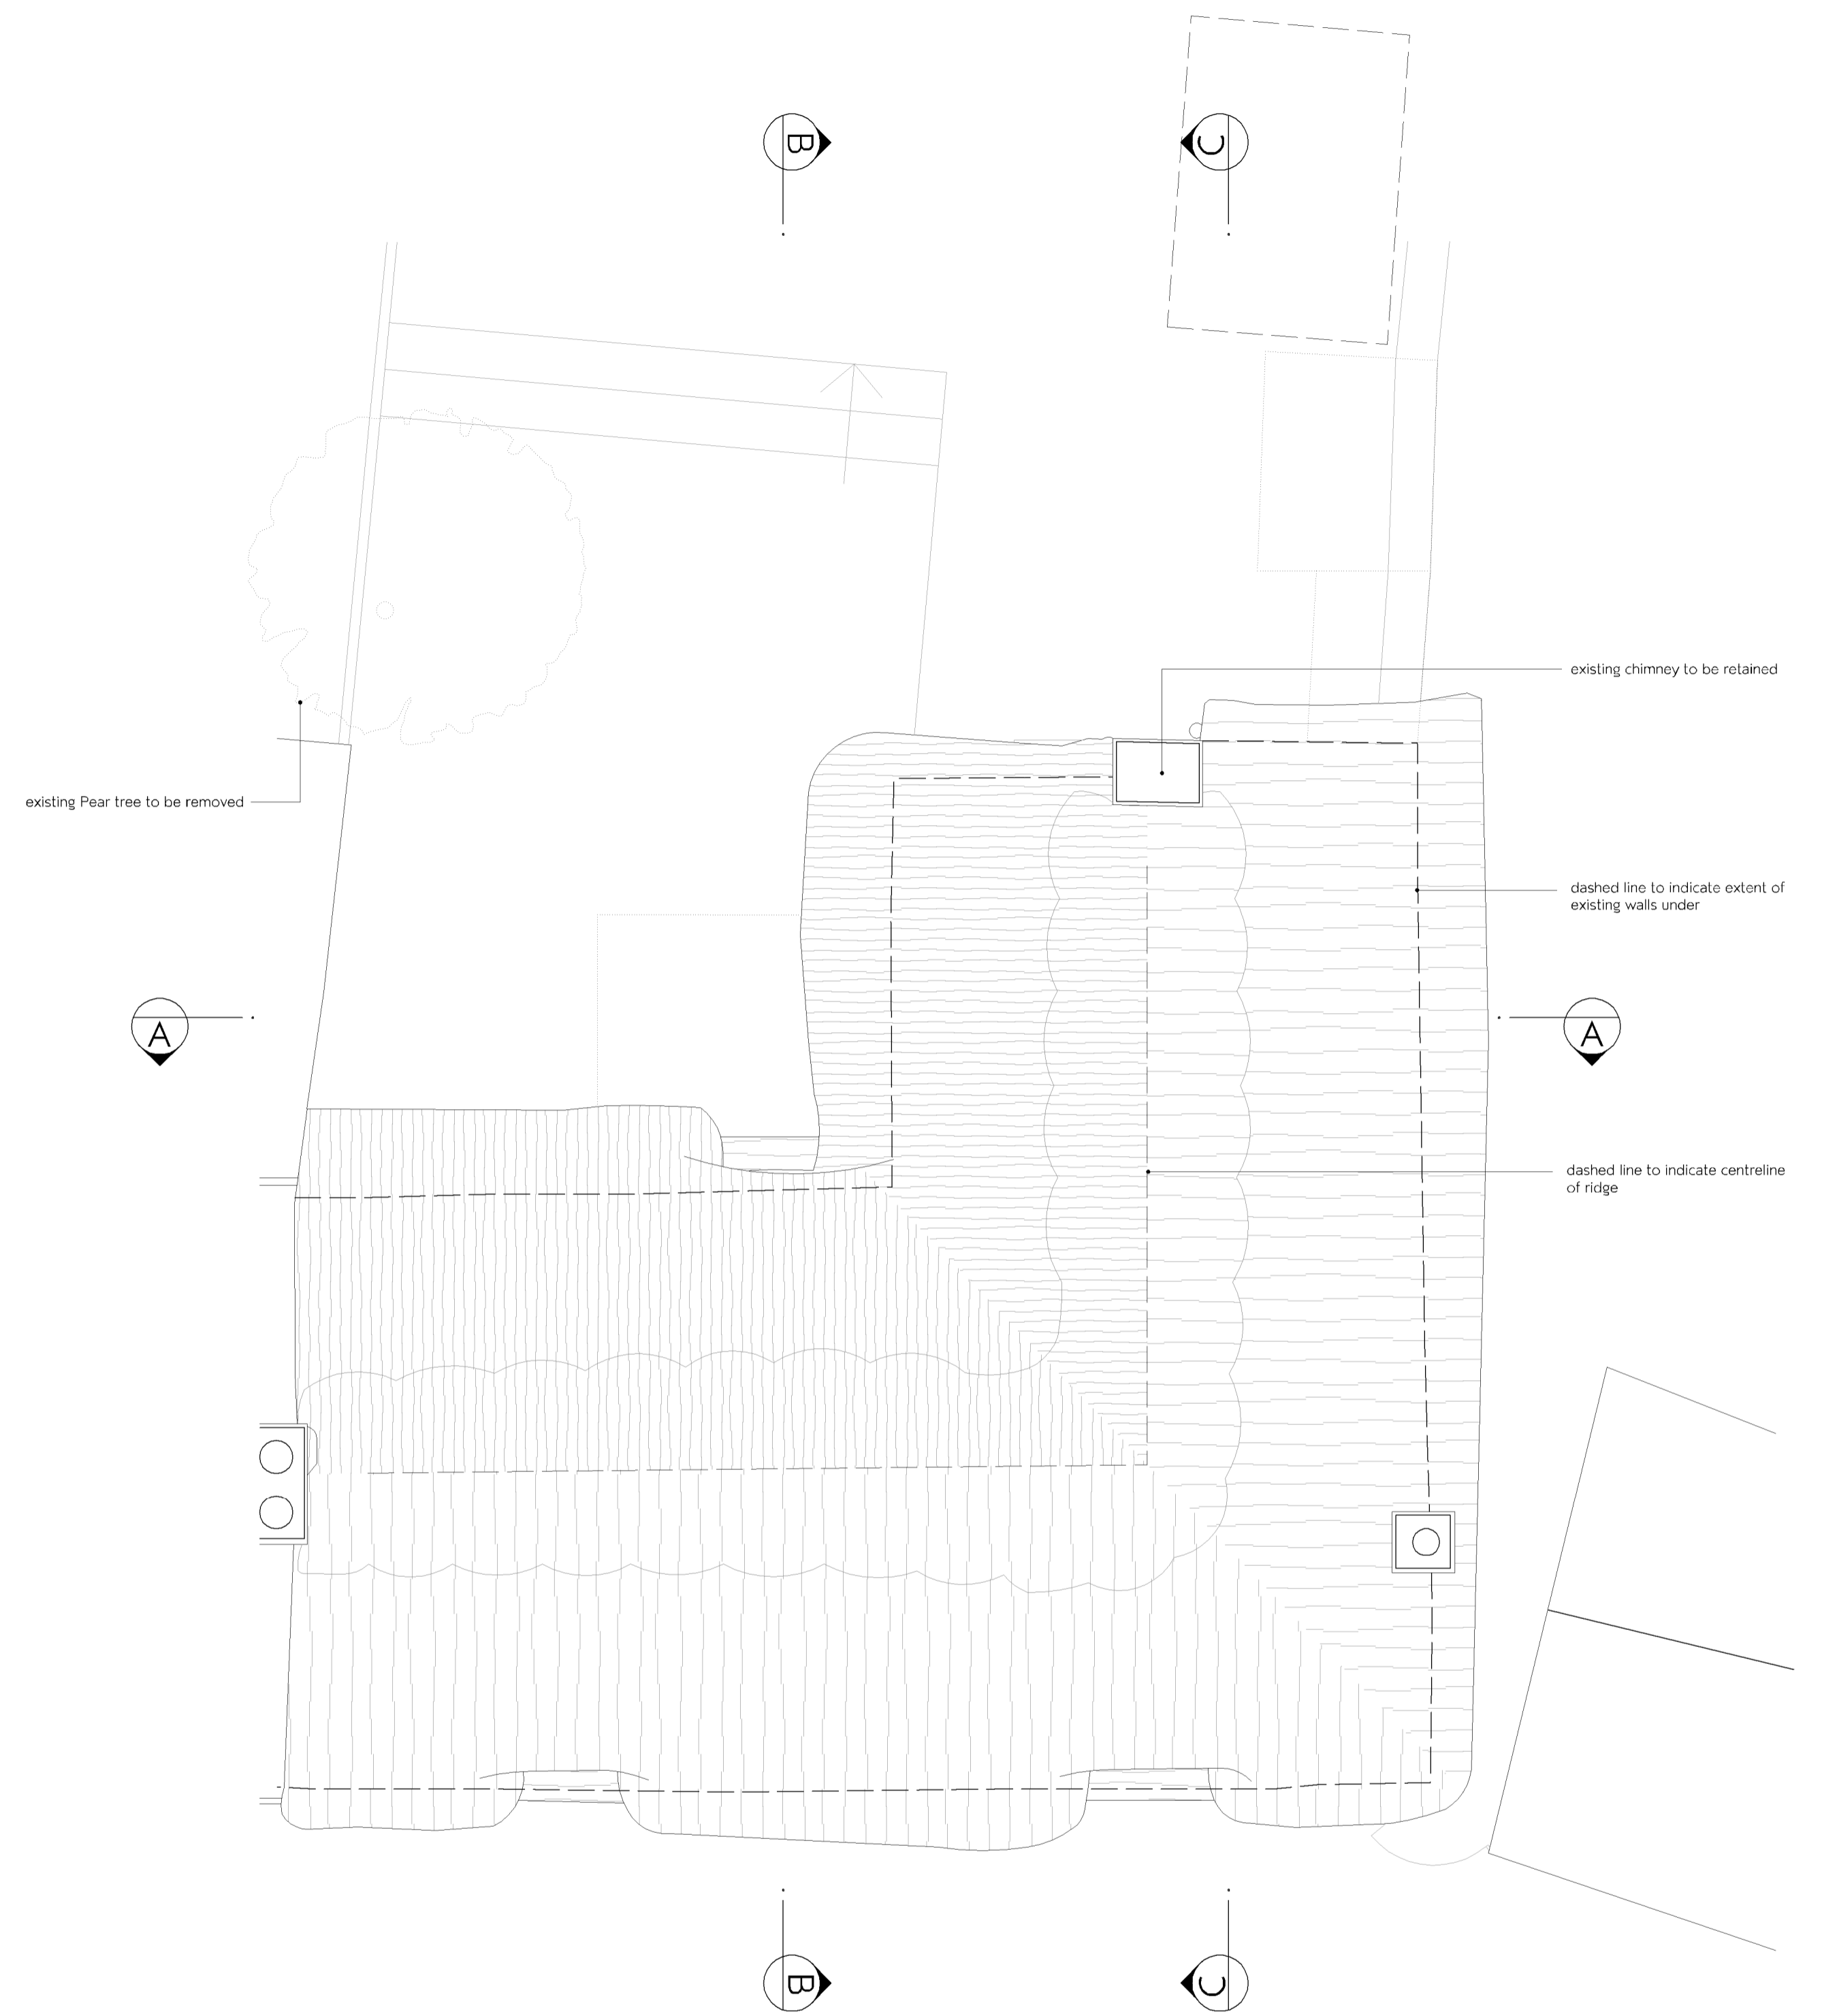 B
C
existing chimney to be retained
existing Pear tree to be removed
dashed line to indicate extent of
existing walls under
A
A
dashed line to indicate centreline
of ridge
B
C